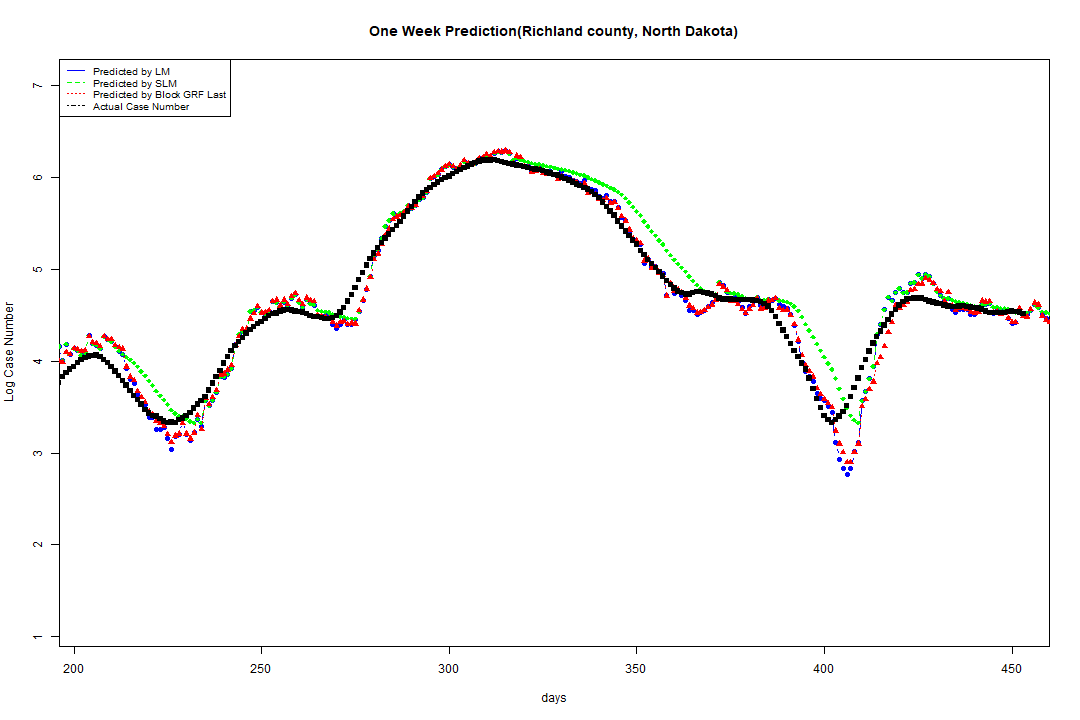 One Week Prediction(Richland county, North Dakota)
Predicted by LM
Predicted by SLM
Predicted by Block GRF Last
Actual Case Number
7
6
5
4
3
2
1
Log Case Number
200 250 300 350 400 450
days